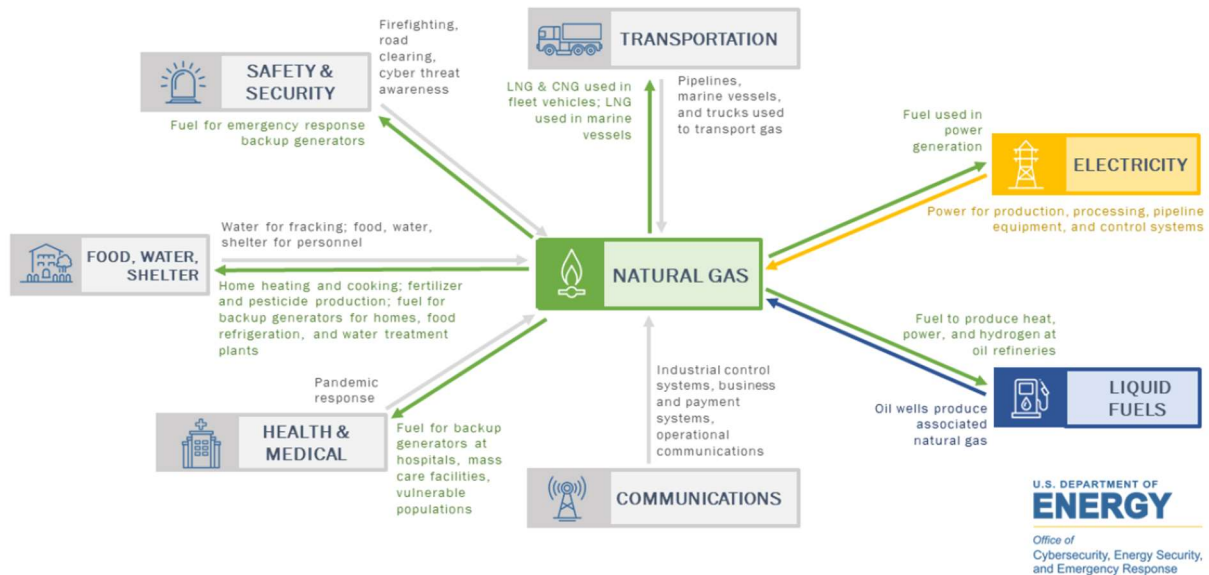 Firefighting,
road
clearing,
cyber threat
awareness
SAFETY &
SECURITY
Fuel for emergency response
backup generators
TRANSPORTATION
LNG & CNG used in
fleet vehicles; LNG
used in marine
vessels
Pipelines,
marine vessels,
and trucks used
to transport gas
Fuel used in
power
generation
ELECTRICITY
Power for production, processing, pipeline
equipment, and control systems
Water for fracking; food, water,
shelter for personnel
FOOD, WATER,
SHELTER
Home heating and cooking; fertilizer
and pesticide production; fuel for
backup generators for homes, food
refrigeration, and water treatment
plants
NATURAL GAS
Fuel to produce heat,
power, and hydrogen at
oil refineries
LIQUID
FUELS
Oil wells produce
associated
natural gas
Pandemic
response
HEALTH &
MEDICAL
Fuel for backup
generators at
hospitals, mass
care facilities,
vulnerable
populations
Industrial control
systems, business
and payment
systems,
operational
communications
COMMUNICATIONS
U.S. DEPARTMENT OF
ENERGY
Office of
Cybersecurity, Energy Security,
and Emergency Response